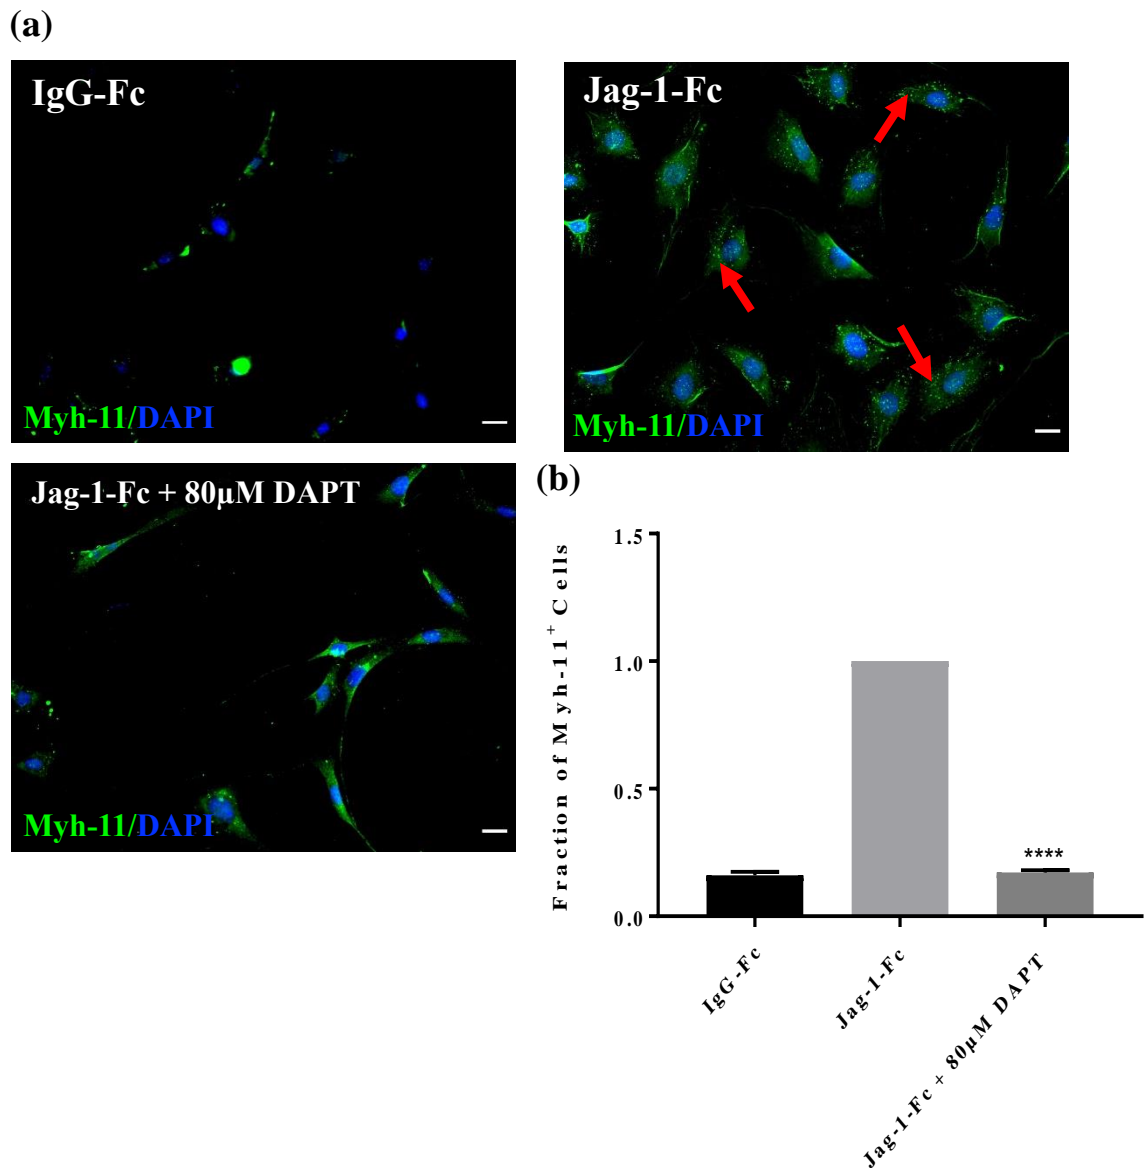 (a)
IgG-Fc
Myh-11/DAPI
Jag-1-Fc
Myh-11/DAPI
Jag-1-Fc + 80µM DAPT
Myh-11/DAPI
(b)
Fraction of Myh-11⁺ Cells
1.5
1.0
0.5
0.0
****
IgG-Fc
Jag-1-Fc
Jag-1-Fc + 80µM DAPT